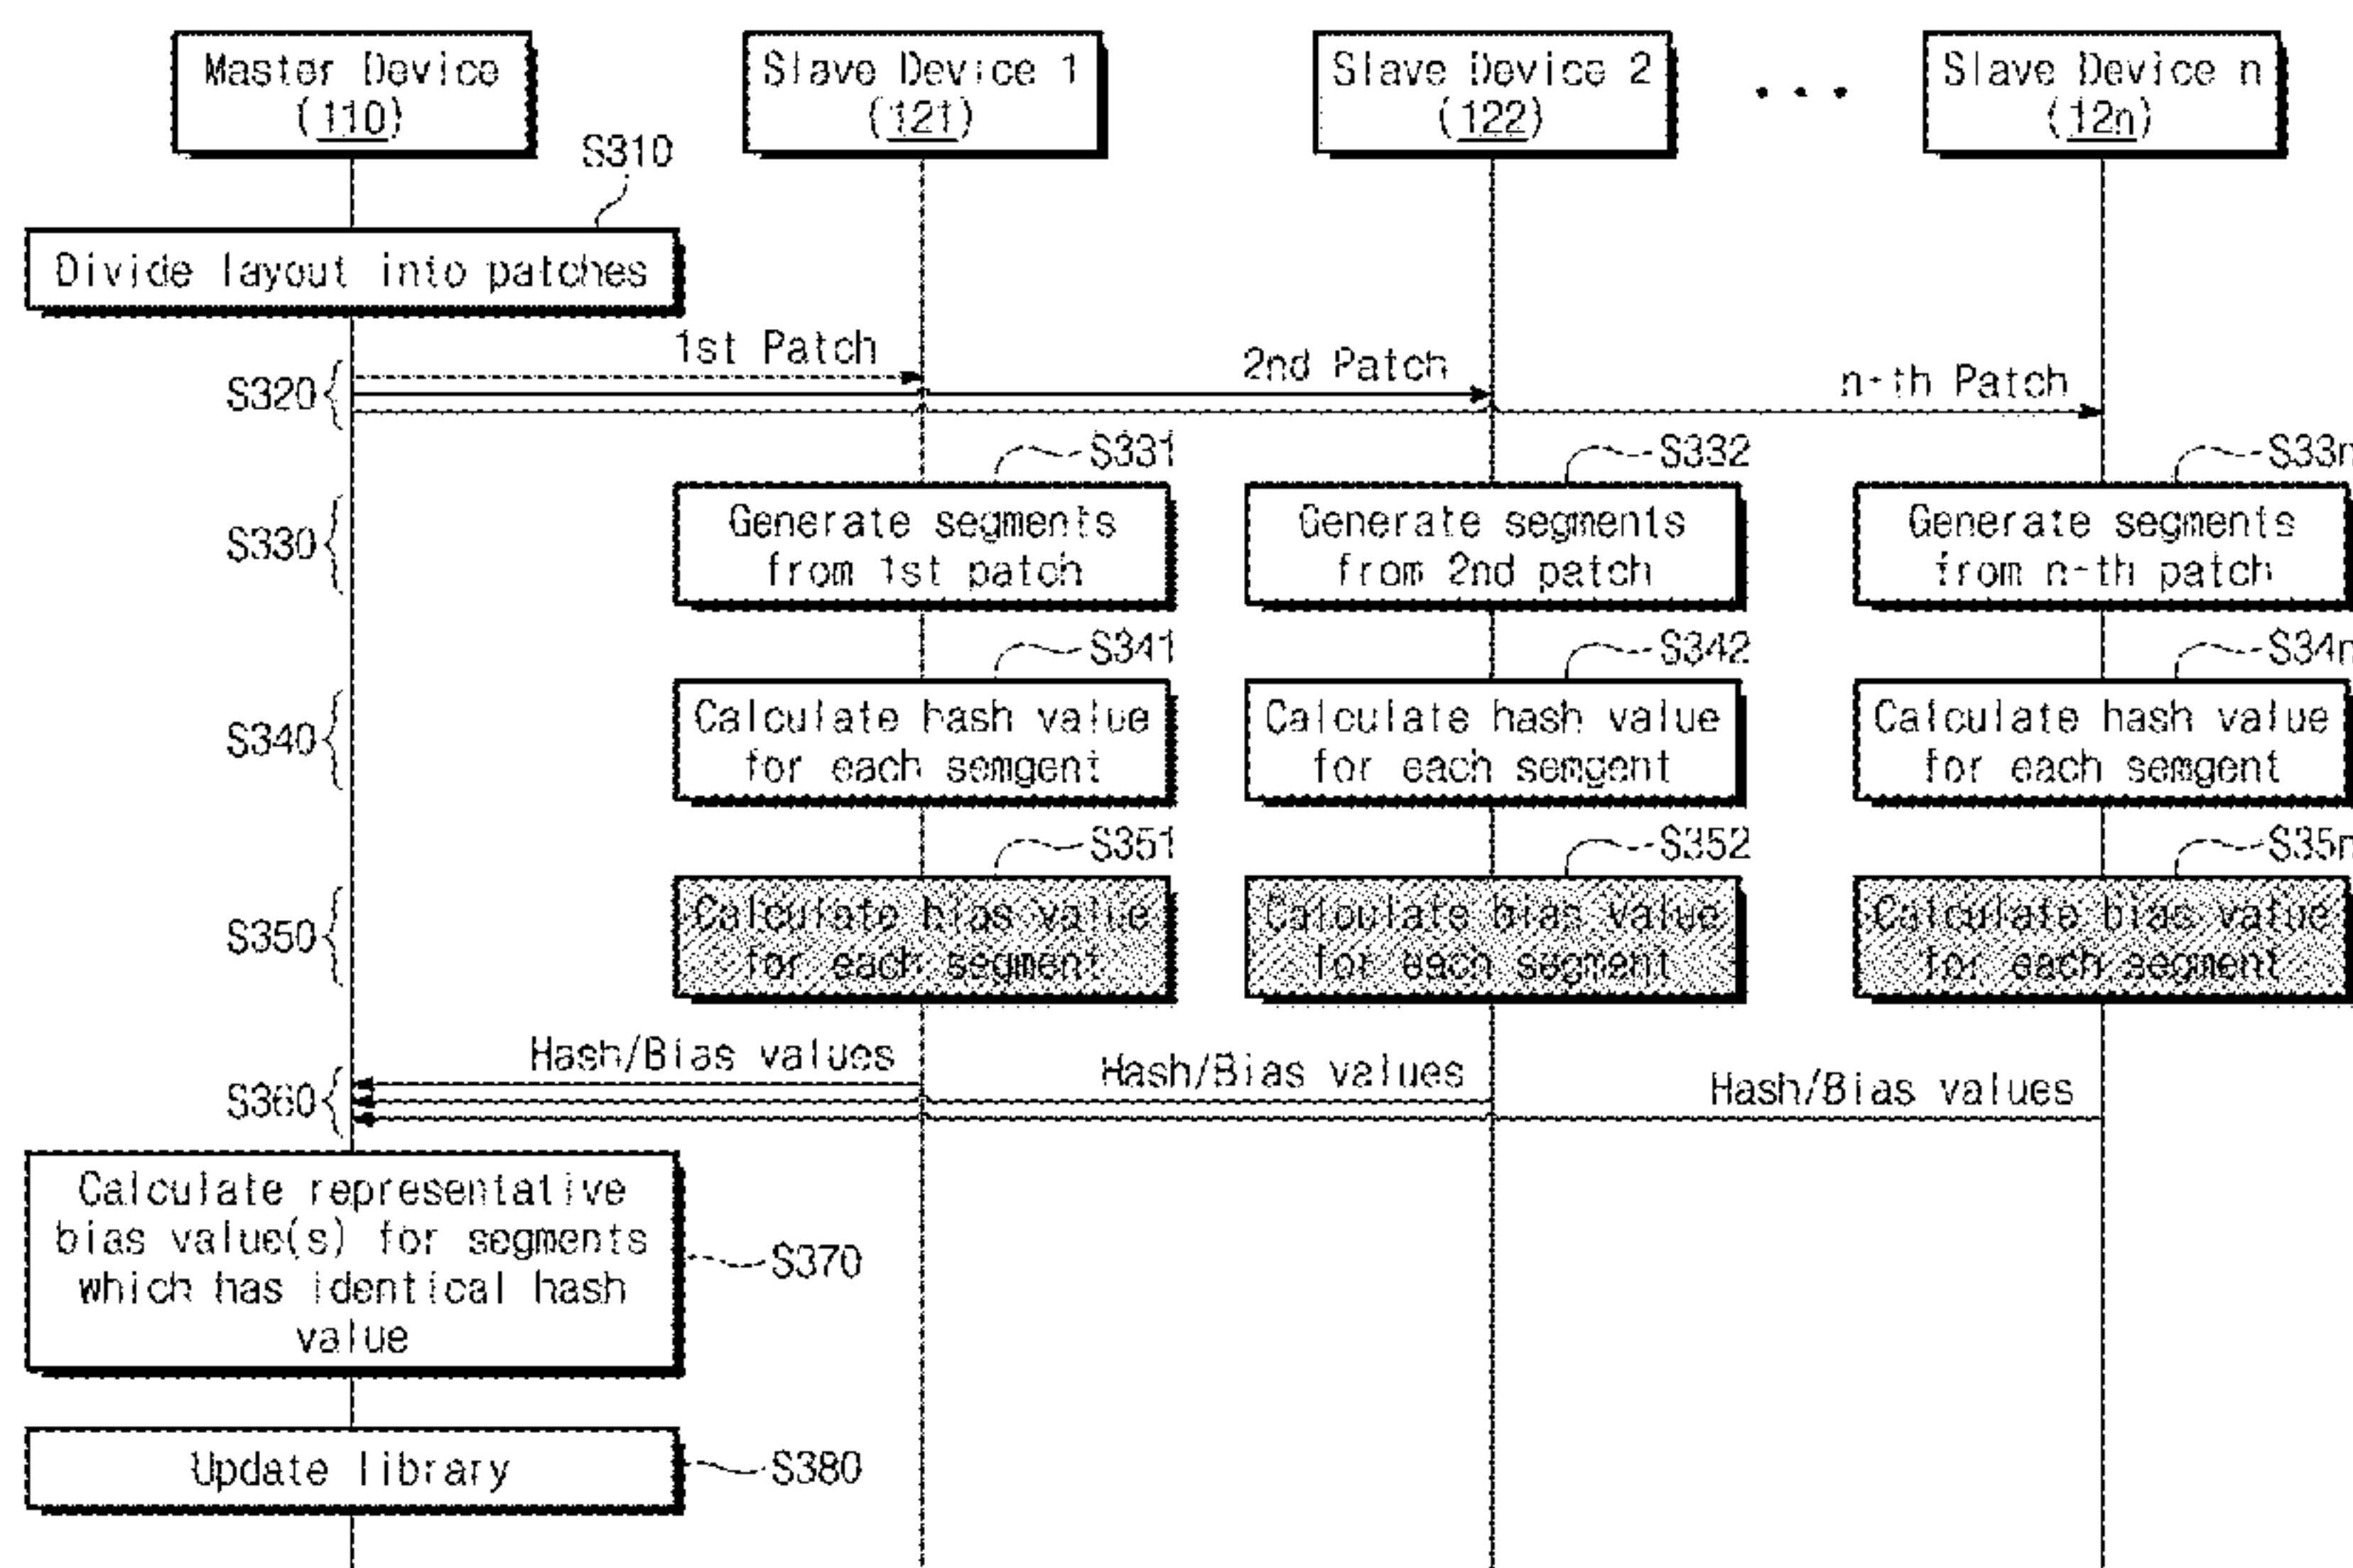 Master Device
(110)
Slave Device 1
(121)
Slave Device 2
(122)
Slave Device n
(12n)
S310
Divide layout into patches
S320
1st Patch
2nd Patch
n-th Patch
S330
S331
Generate segments
from 1st patch
S332
Generate segments
from 2nd patch
S33n
Generate segments
from n-th patch
S340
S341
Calculate hash value
for each semgent
S342
Calculate hash value
for each semgent
S34n
Calculate hash value
for each semgent
S350
S351
Calculate bias value
for each segment
S352
Calculate bias value
for each segment
S35n
Calculate bias value
for each segment
S360
Hash/Bias values
Hash/Bias values
Hash/Bias values
Calculate representative
bias value(s) for segments
which has identical hash
value
S370
Update library
S380